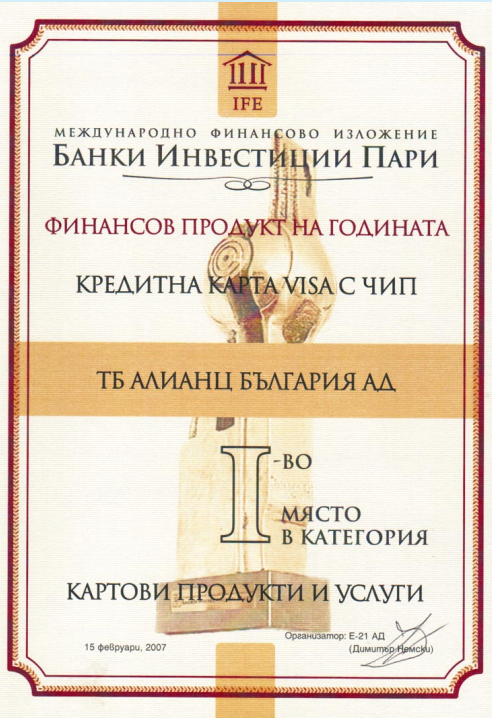 IFE
МЕЖДУНАРОДНО ФИНАНСОВО ИЗЛОЖЕНИЕ
БАНКИ ИНВЕСТИЦИИ ПАРИ
ФИНАНСОВ ПРОДУКТ НА ГОДИНАТА
КРЕДИТНА КАРТА VISA С ЧИП
ТБ АЛИАНЦ БЪЛГАРИЯ АД
I-ВО
МЯСТО
В КАТЕГОРИЯ
КАРТОВИ ПРОДУКТИ И УСЛУГИ
Организатор: Е-21 АД
15 февруари, 2007
(Димитър Немски)